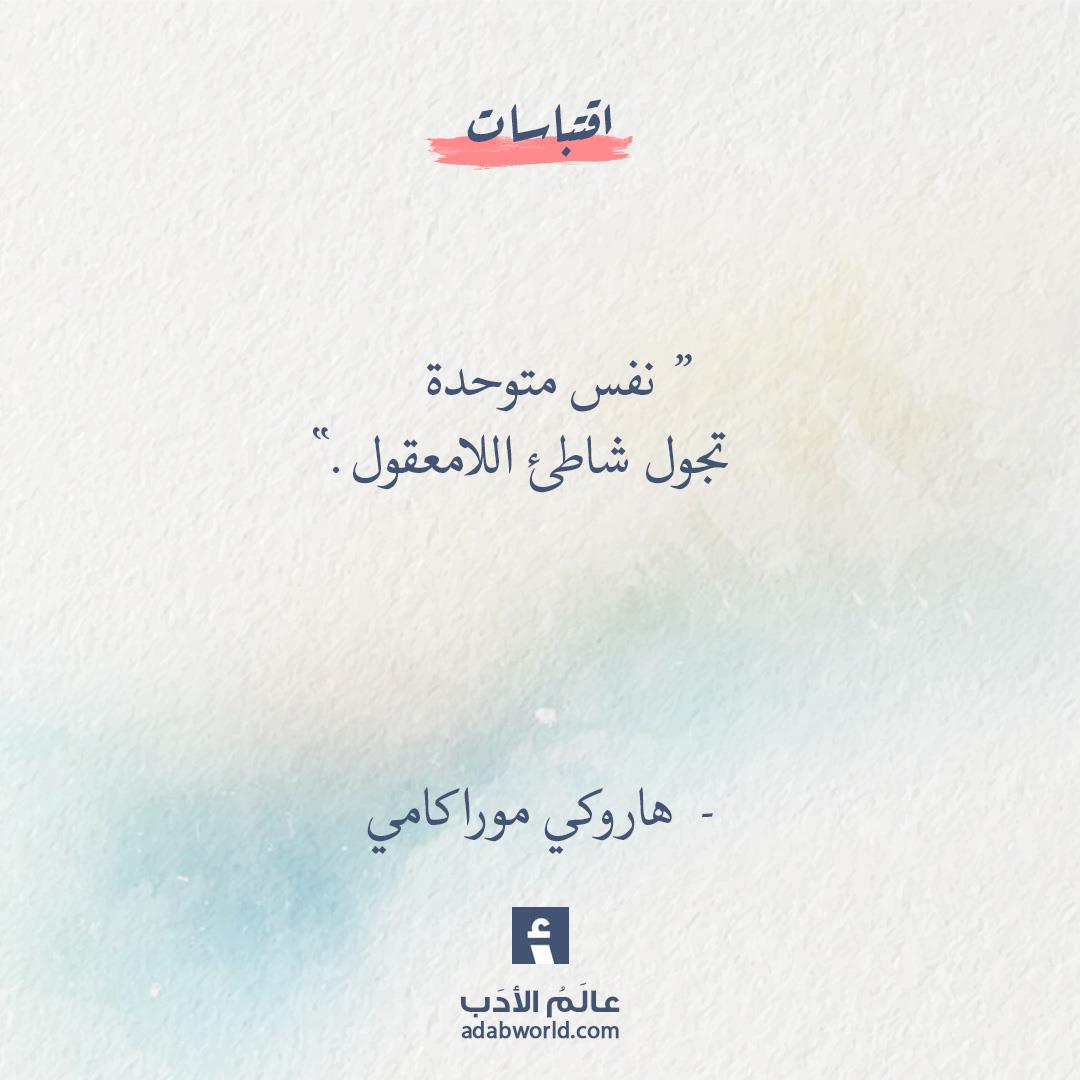 اقتباسات
” نفس متوحدة
تجول شاطئ اللامعقول .‟
- هاروكي موراكامي
أ
عالَمُ الأدَب
adabworld.com